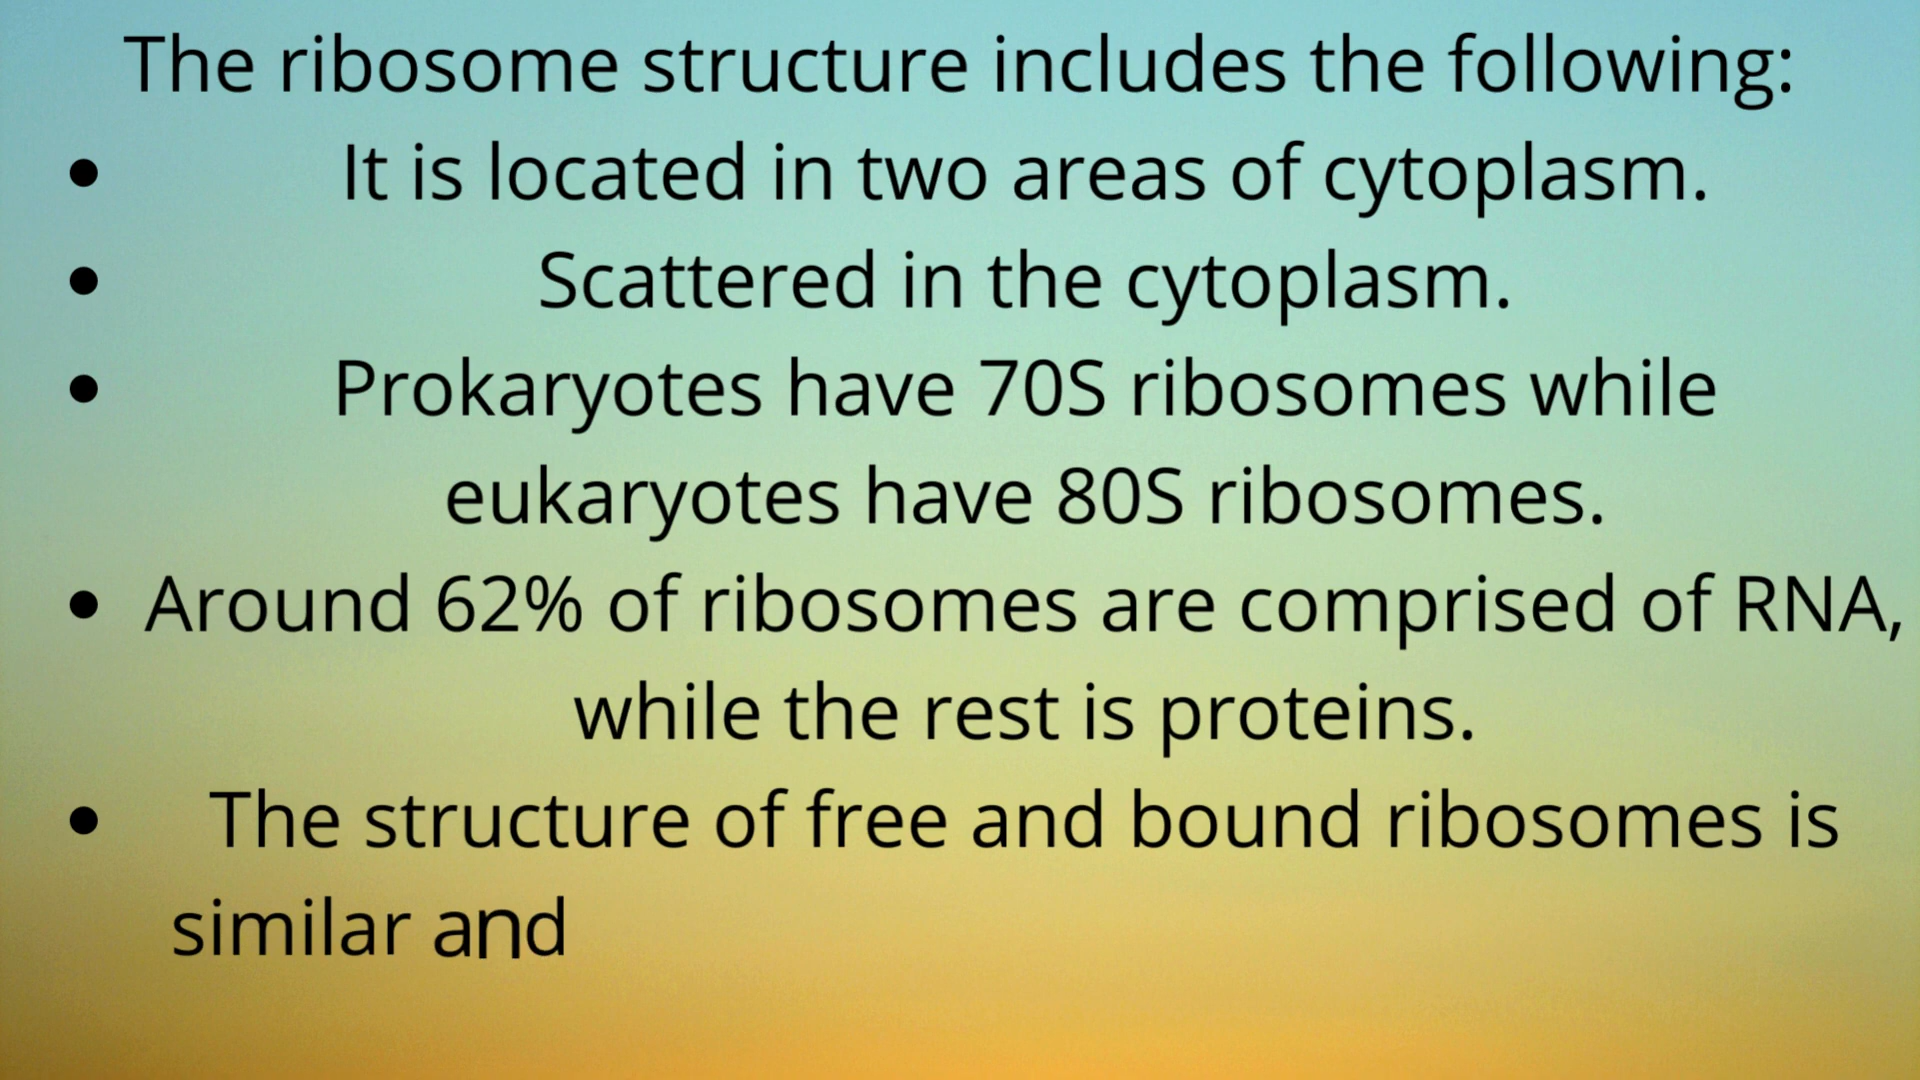 The ribosome structure includes the following:
• It is located in two areas of cytoplasm.
• Scattered in the cytoplasm.
• Prokaryotes have 70S ribosomes while
eukaryotes have 80S ribosomes.
• Around 62% of ribosomes are comprised of RNA,
while the rest is proteins.
• The structure of free and bound ribosomes is
similar and